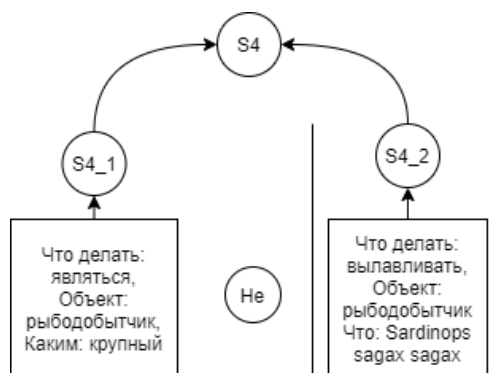 S4
S4_1
S4_2
Что делать:
являться,
Объект:
рыбодобытчик,
Каким: крупный
Не
Что делать:
вылавливать,
Объект:
рыбодобытчик
Что: Sardinops
sagax sagax